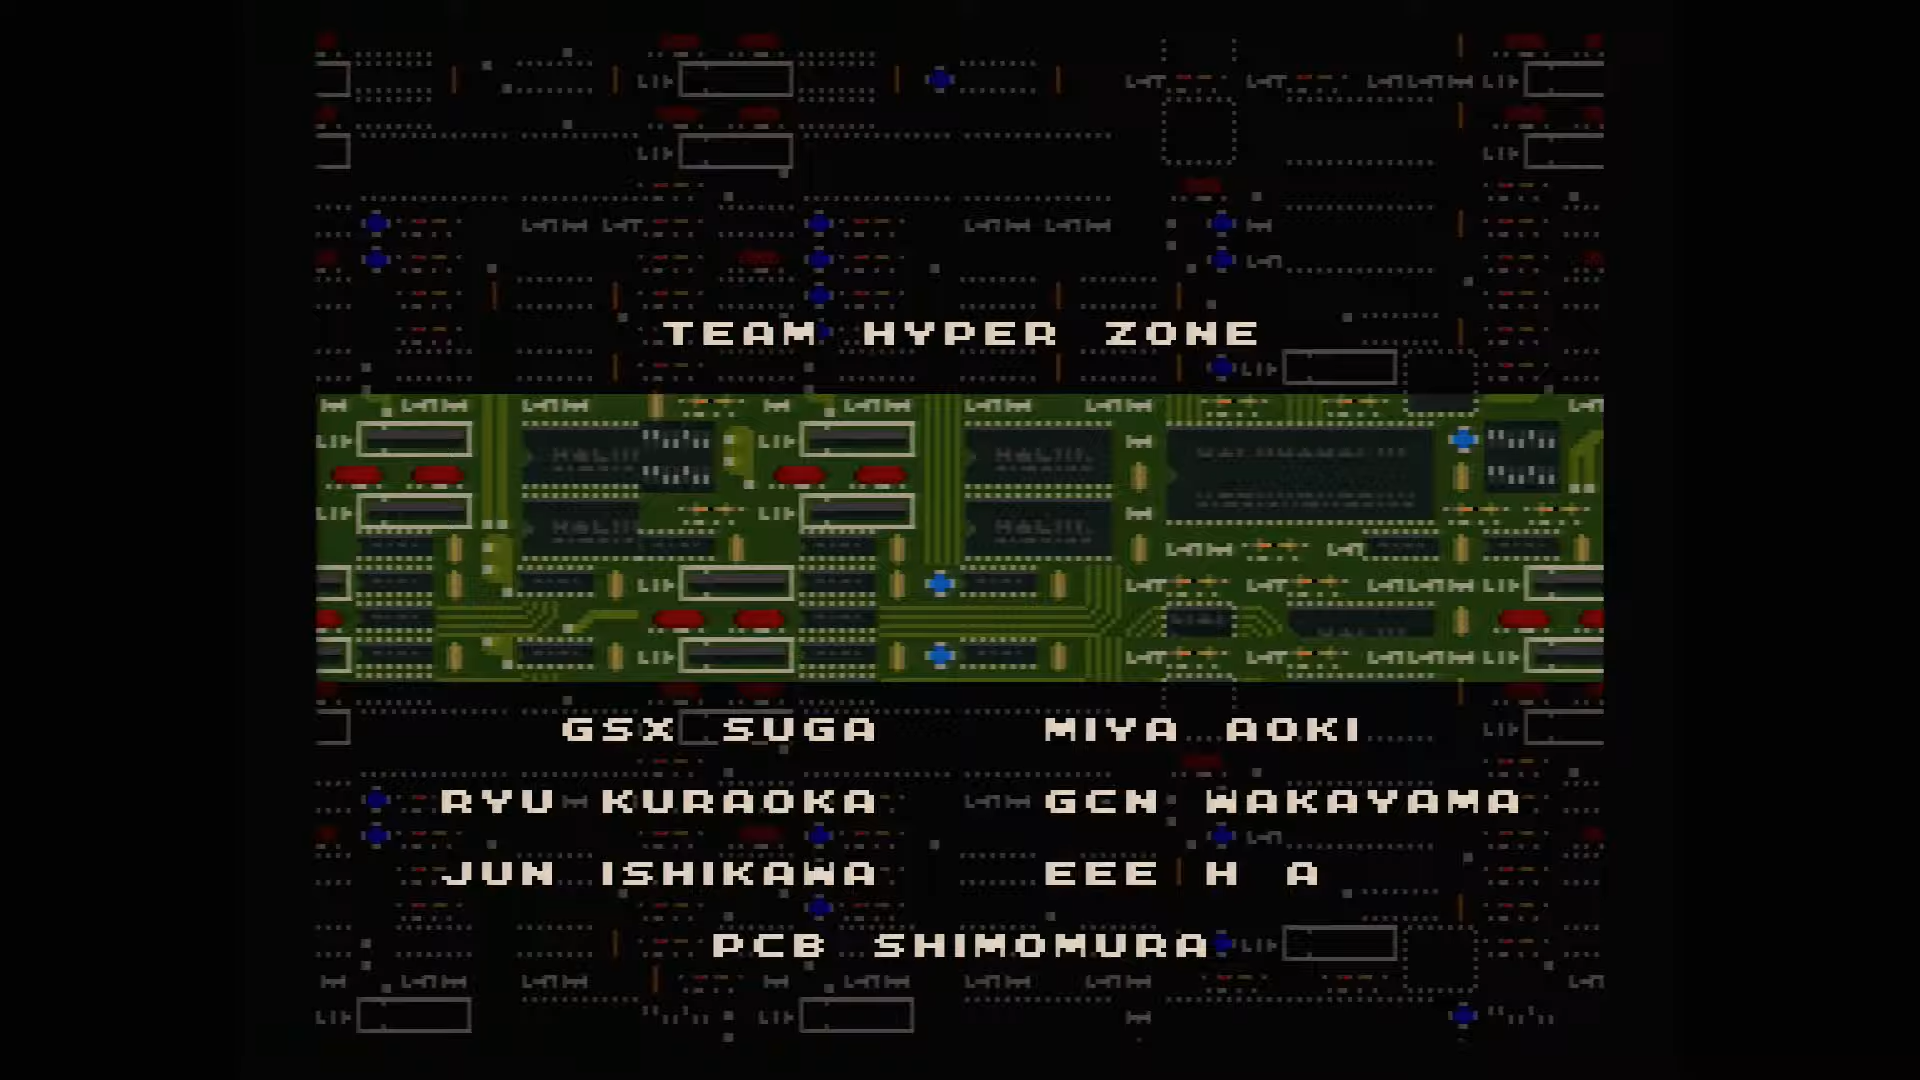 TEAM HYPER ZONE
GSX SUGA MIYA AOKI
RYU KURAOKA GCN WAKAYAMA
JUN ISHIKAWA EEE H A
PCB SHIMOMURA